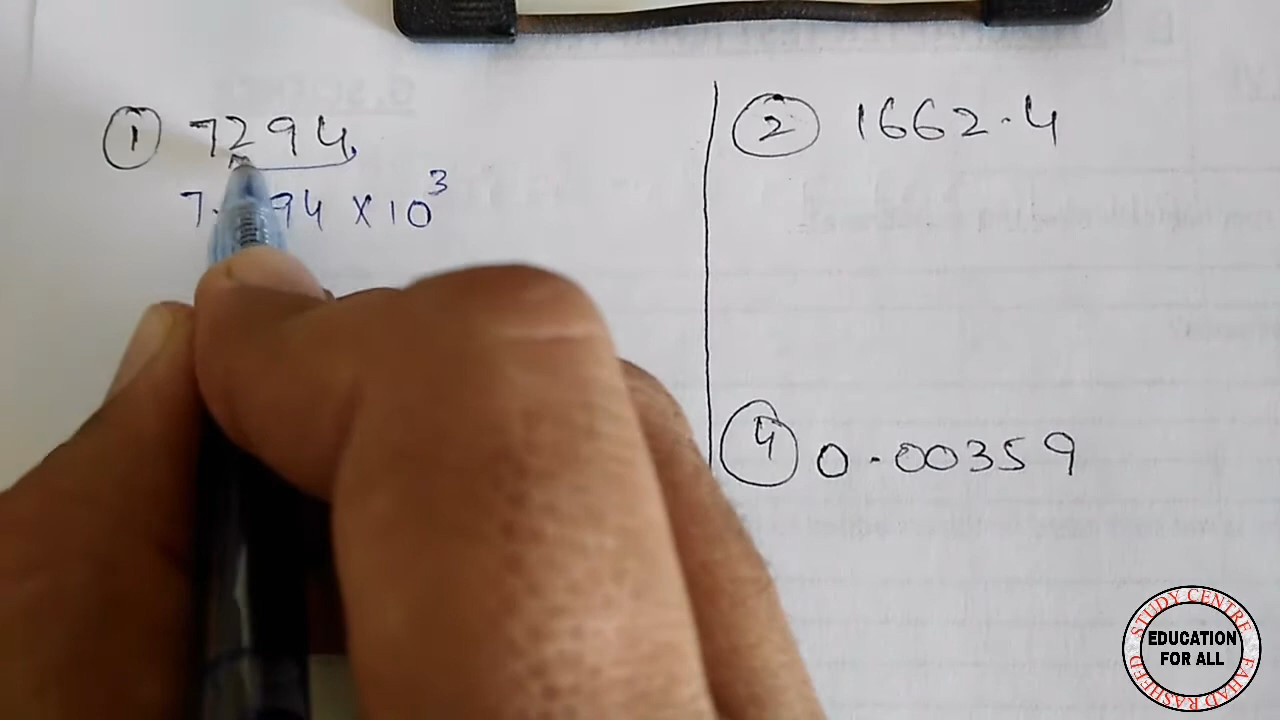 ① 7294.
7. 94 × 10³
② 1662.4
④ 0.00359
STUDY CENTRE
EDUCATION
FOR ALL
FAHAD RASHEED